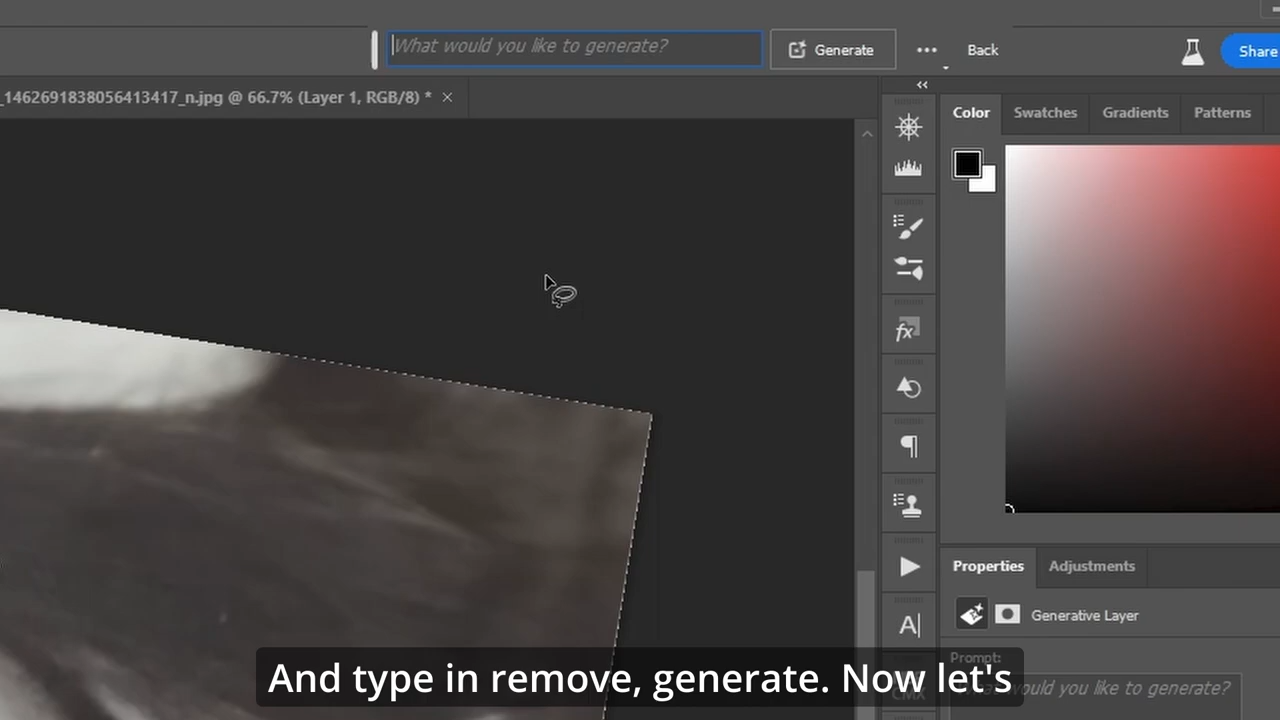 What would you like to generate?
Generate
Back
Share
_1462691838056413417_n.jpg @ 66.7% (Layer 1, RGB/8) *
Color
Swatches
Gradients
Patterns
Properties
Adjustments
Generative Layer
Prompt:
would you like to generate?
And type in remove, generate. Now let's